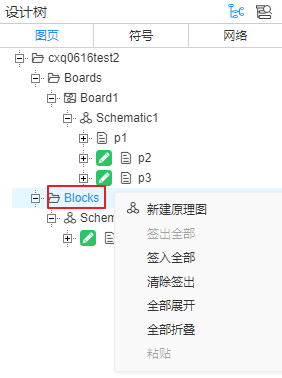 设计树
图页 符号 网络
cxq0616test2
Boards
Board1
Schematic1
p1
p2
p3
Blocks
Schem
新建原理图
签出全部
签入全部
清除签出
全部展开
全部折叠
粘贴